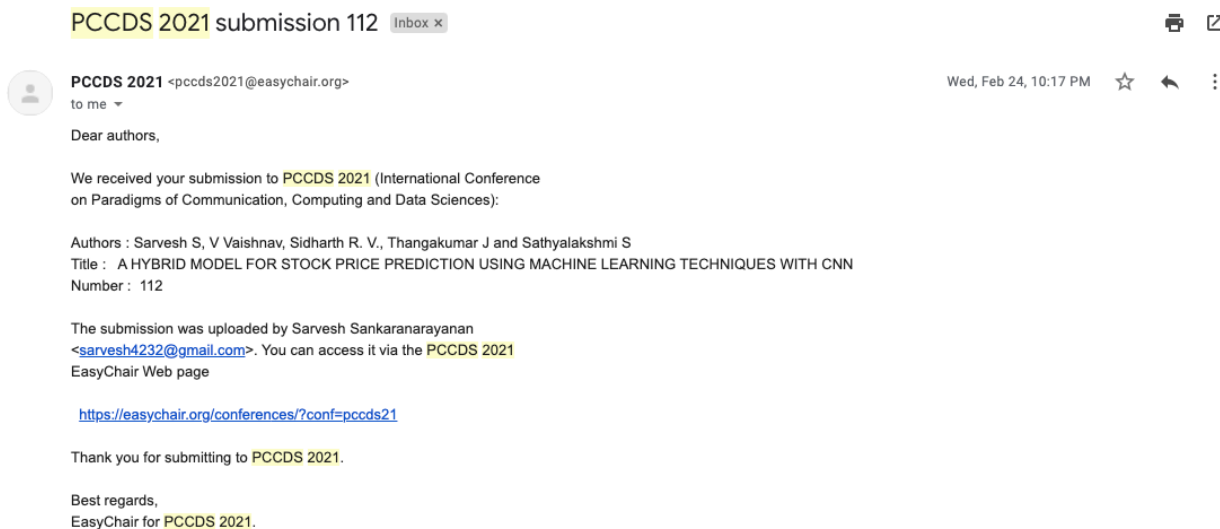 PCCDS 2021 submission 112 Inbox ×
PCCDS 2021 <pccds2021@easychair.org> Wed, Feb 24, 10:17 PM
to me
Dear authors,
We received your submission to PCCDS 2021 (International Conference
on Paradigms of Communication, Computing and Data Sciences):
Authors : Sarvesh S, V Vaishnav, Sidharth R. V., Thangakumar J and Sathyalakshmi S
Title : A HYBRID MODEL FOR STOCK PRICE PREDICTION USING MACHINE LEARNING TECHNIQUES WITH CNN
Number : 112
The submission was uploaded by Sarvesh Sankaranarayanan
<sarvesh4232@gmail.com>. You can access it via the PCCDS 2021
EasyChair Web page
https://easychair.org/conferences/?conf=pccds21
Thank you for submitting to PCCDS 2021.
Best regards,
EasyChair for PCCDS 2021.